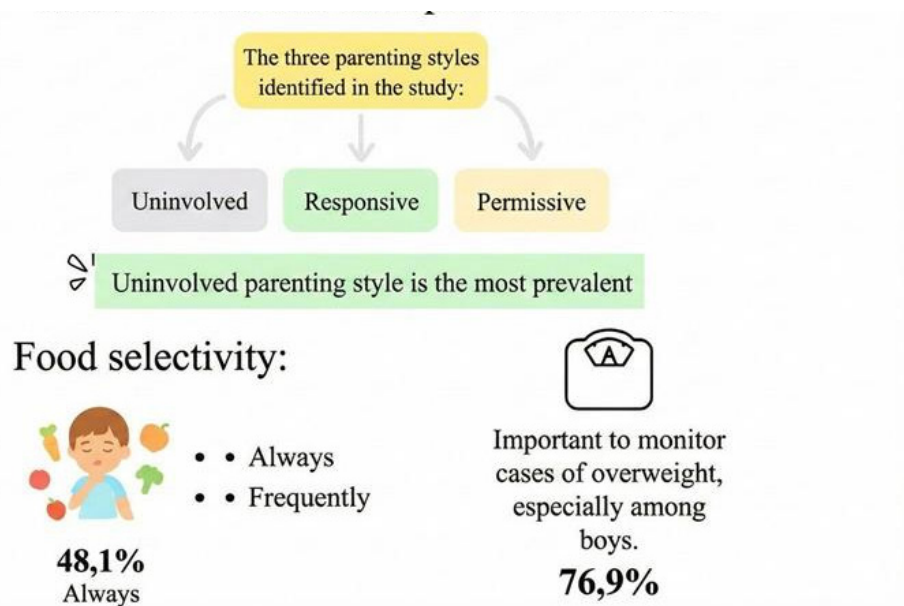 The three parenting styles
identified in the study:
Uninvolved
Responsive
Permissive
Uninvolved parenting style is the most prevalent
Food selectivity:
• • Always
• • Frequently
48,1%
Always
A
Important to monitor
cases of overweight,
especially among
boys.
76,9%